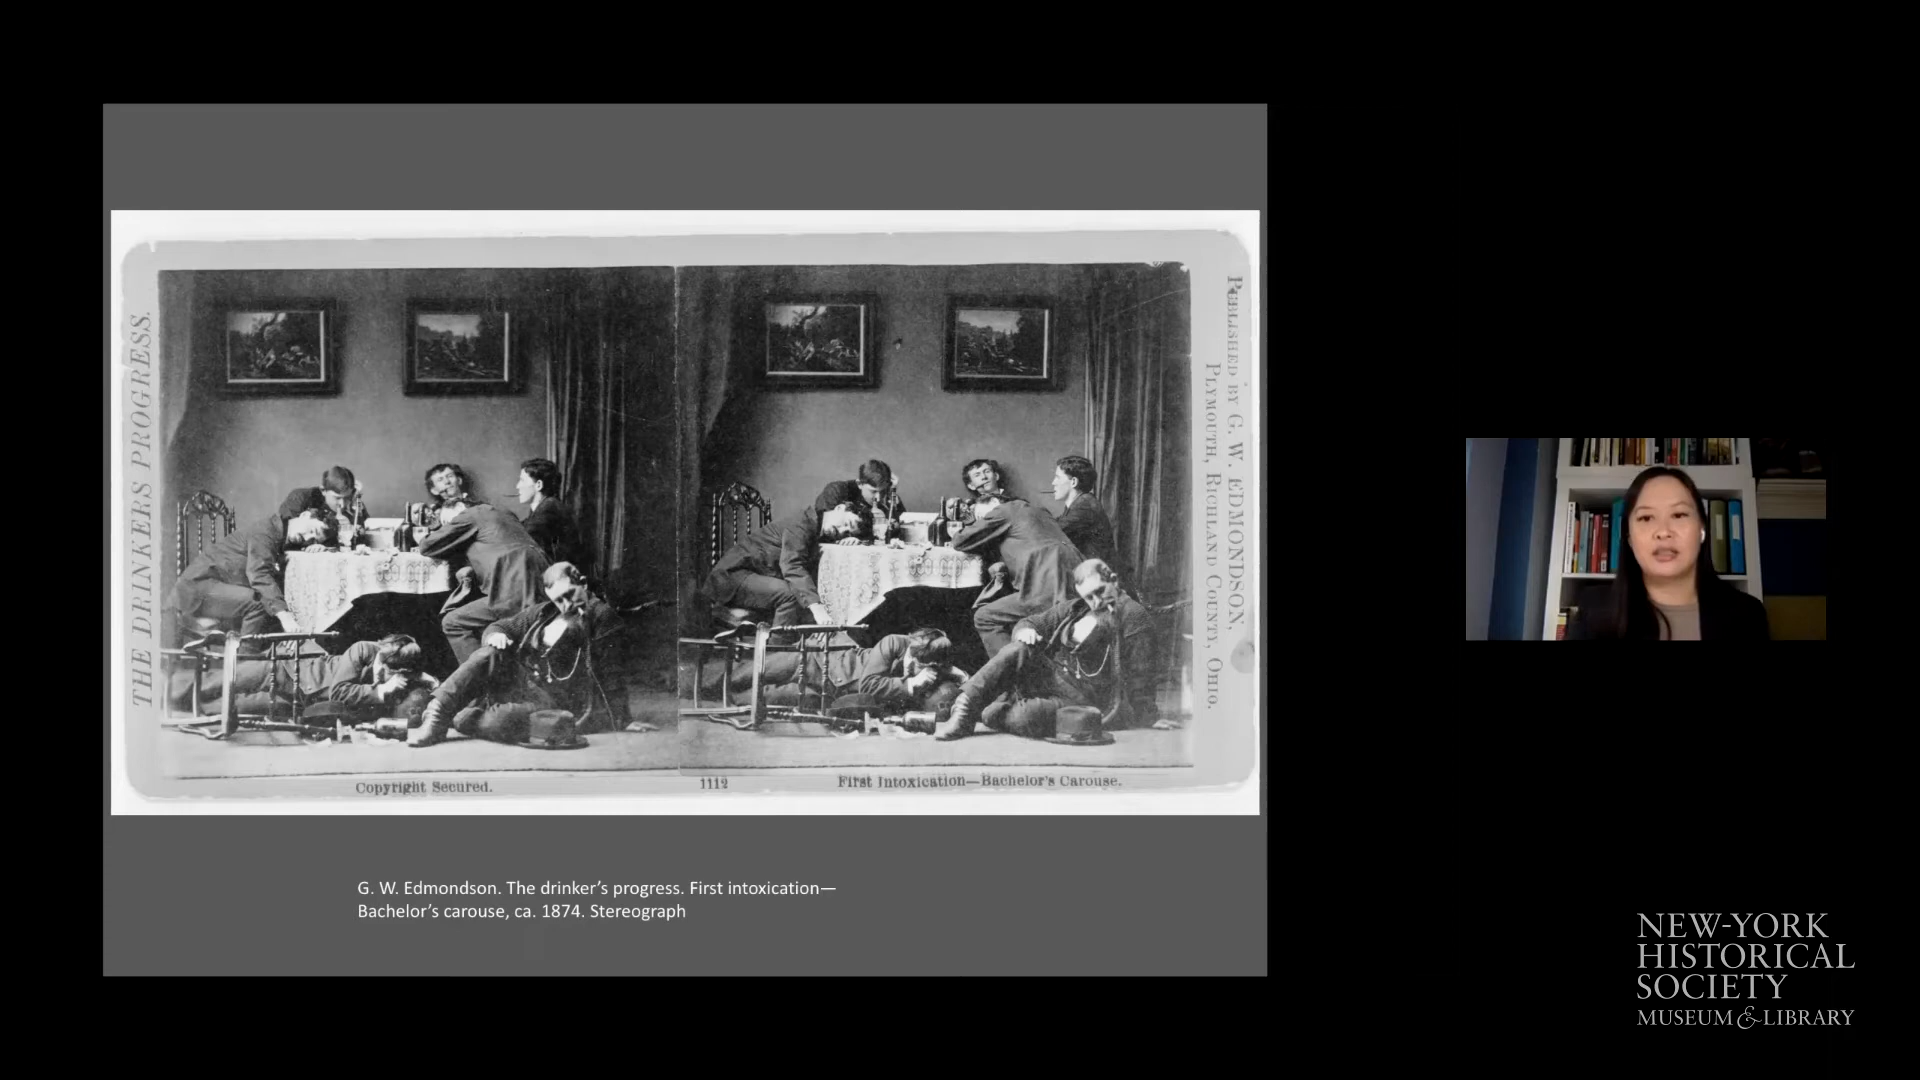 THE DRINKERS PROGRESS.
PUBLISHED BY G. W. EDMONDSON,
PLYMOUTH, RICHLAND COUNTY, OHIO.
Copyright Secured.
1112
First Intoxication—Bachelor's Carouse.
G. W. Edmondson. The drinker's progress. First intoxication—
Bachelor's carouse, ca. 1874. Stereograph
NEW-YORK
HISTORICAL
SOCIETY
MUSEUM & LIBRARY